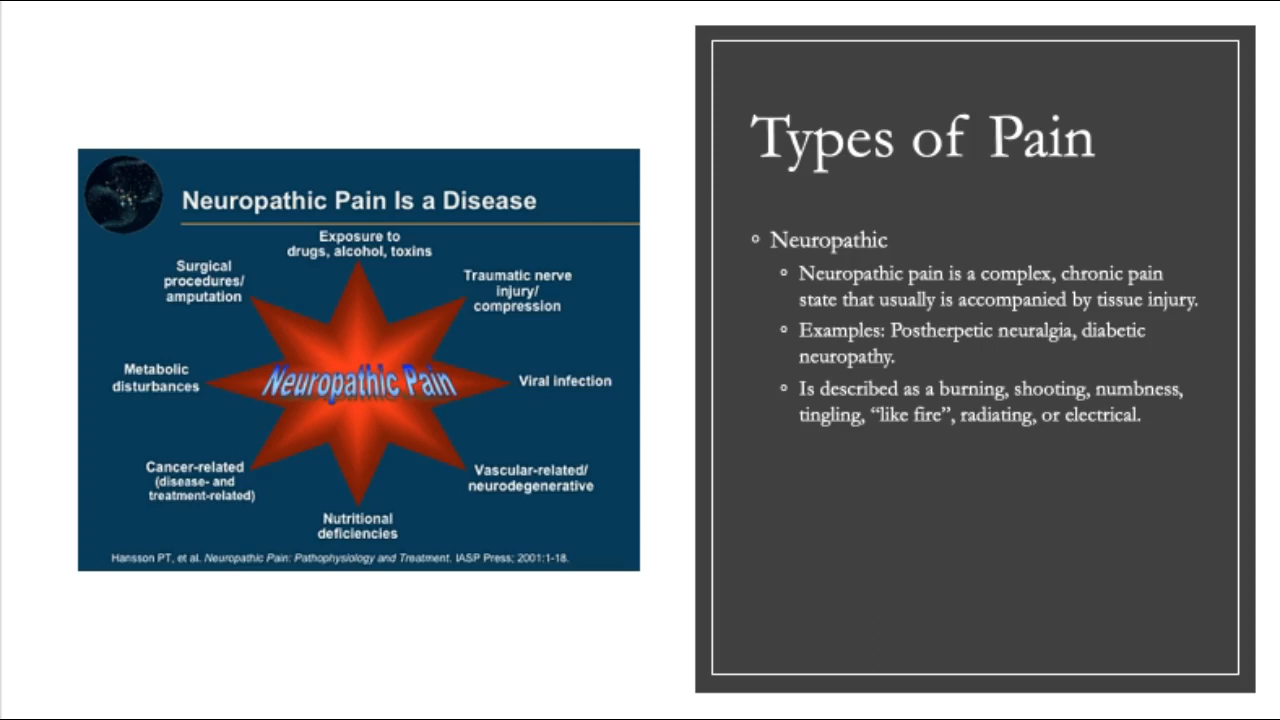 Neuropathic Pain Is a Disease
Exposure to
drugs, alcohol, toxins
Surgical
procedures/
amputation
Traumatic nerve
injury/
compression
Metabolic
disturbances
Neuropathic Pain
Viral infection
Cancer-related
(disease- and
treatment-related)
Vascular-related/
neurodegenerative
Nutritional
deficiencies
Hansson PT, et al. Neuropathic Pain: Pathophysiology and Treatment. IASP Press; 2001:1-18.
Types of Pain
Neuropathic
Neuropathic pain is a complex, chronic pain
state that usually is accompanied by tissue injury.
Examples: Postherpetic neuralgia, diabetic
neuropathy.
Is described as a burning, shooting, numbness,
tingling, “like fire”, radiating, or electrical.